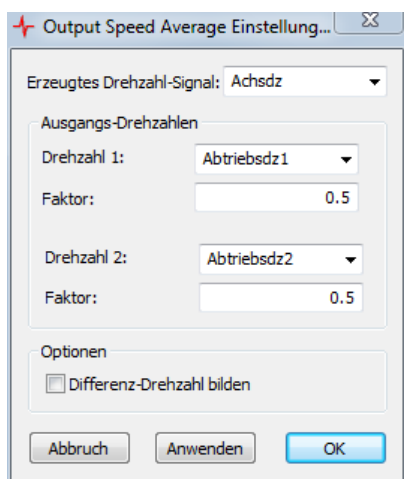 Output Speed Average Einstellung...
Erzeugtes Drehzahl-Signal: Achsdz
Ausgangs-Drehzahlen
Drehzahl 1: Abtriebsdz1
Faktor: 0.5
Drehzahl 2: Abtriebsdz2
Faktor: 0.5
Optionen
Differenz-Drehzahl bilden
Abbruch Anwenden OK